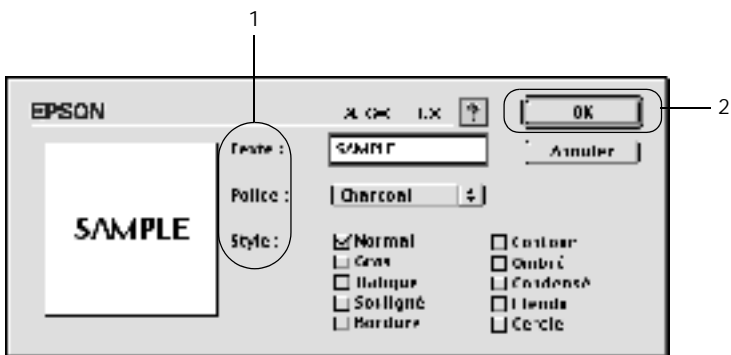 1
EPSON
OK
2
Texte :
SAMPLE
Annuler
Police :
Charcoal
SAMPLE
Style :
Normal
Contour
Gras
Ombré
Italique
Condensé
Souligné
Etendu
Bordure
Cercle